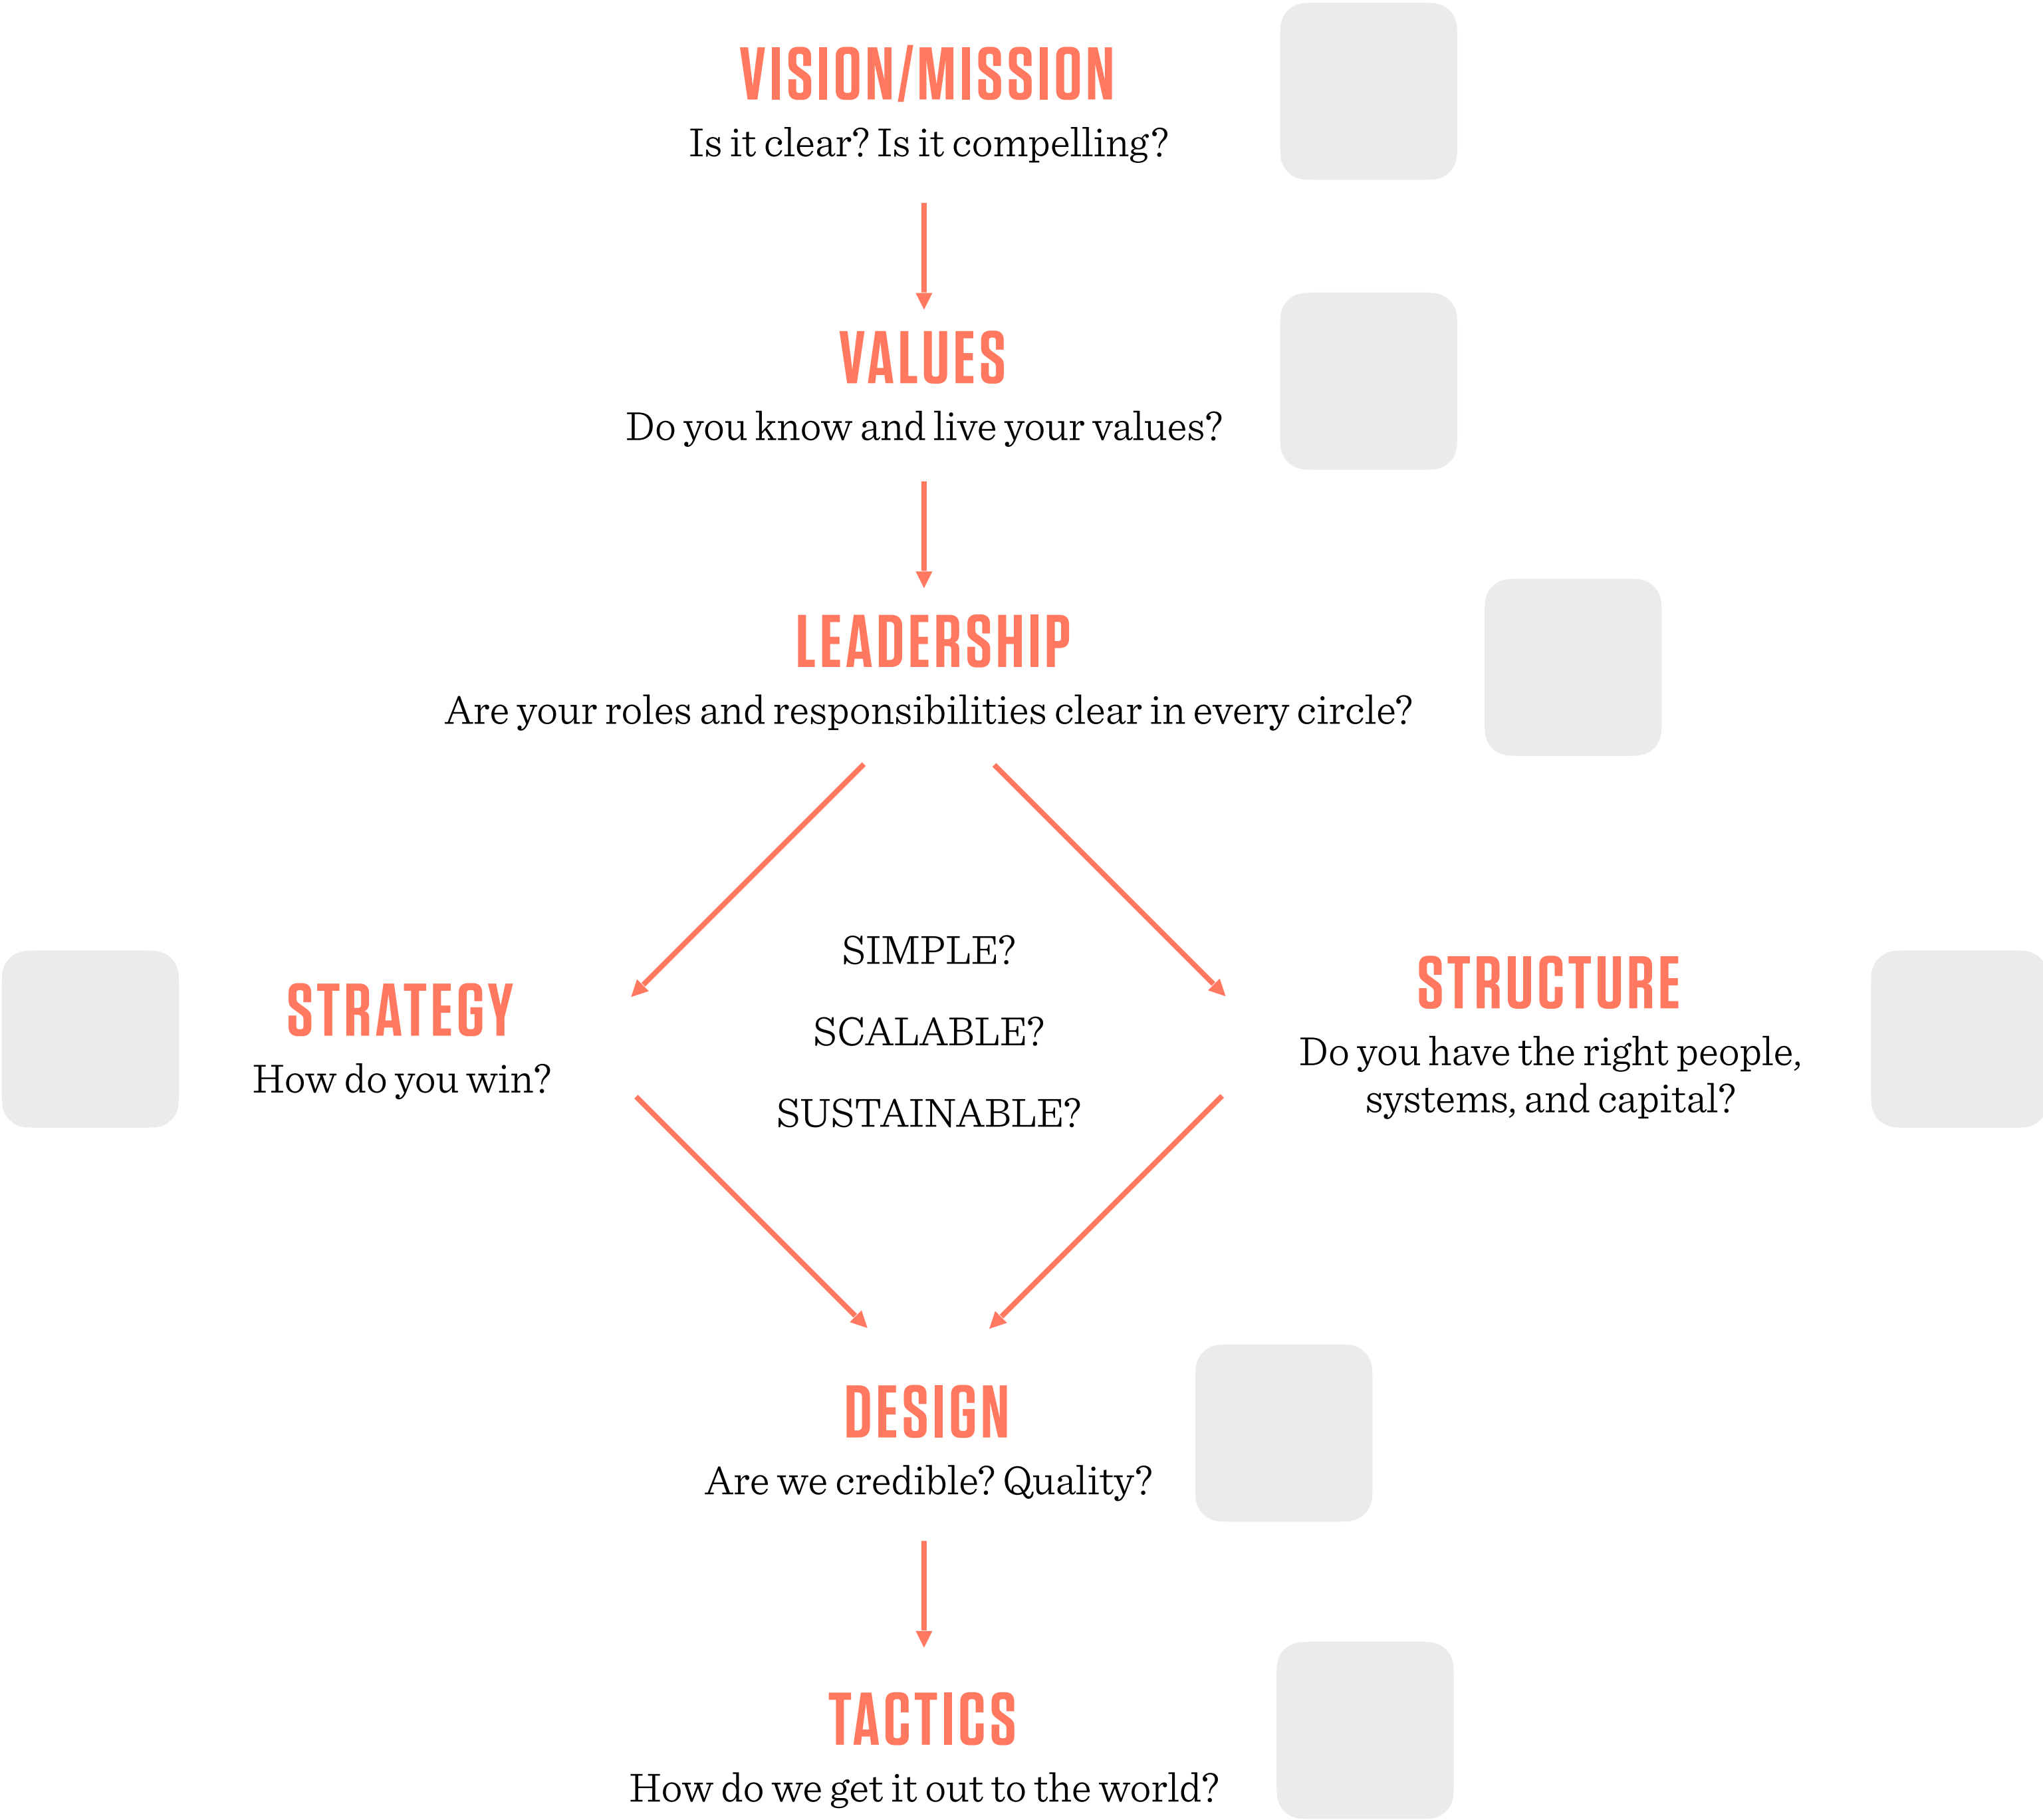 VISION/MISSION
Is it clear? Is it compelling?
VALUES
Do you know and live your values?
LEADERSHIP
Are your roles and responsibilities clear in every circle?
STRATEGY
How do you win?
SIMPLE?
SCALABLE?
SUSTAINABLE?
STRUCTURE
Do you have the right people,
systems, and capital?
DESIGN
Are we credible? Quality?
TACTICS
How do we get it out to the world?